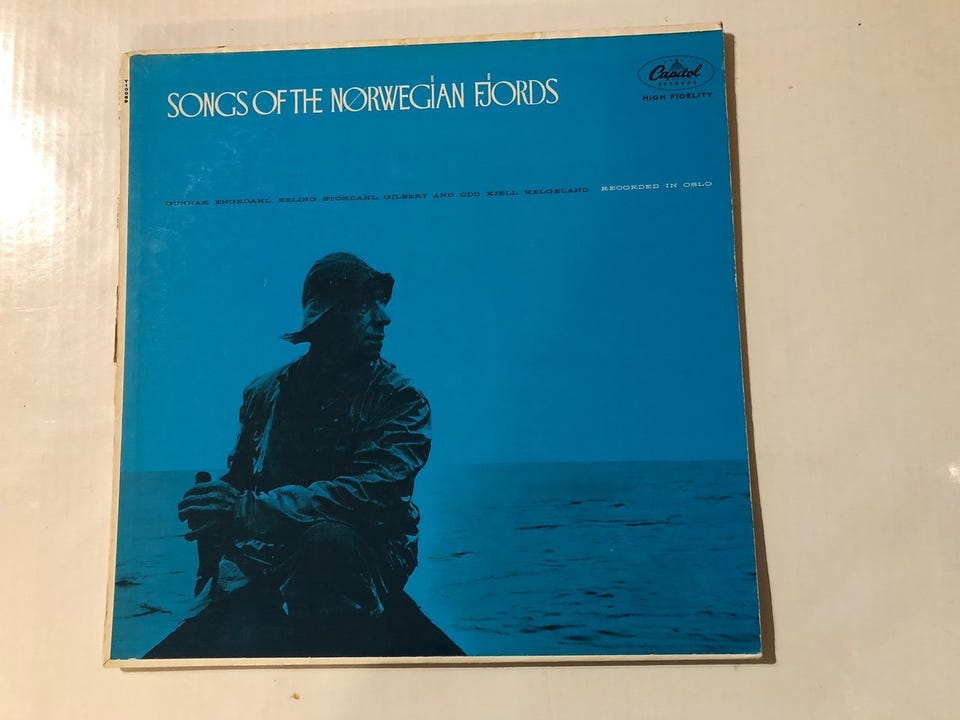 Capitol
RECORDS
HIGH FIDELITY
SONGS OF THE NØRWEGIAN FJORDS
GUNNAR ENGEDAHL, ERLING STORDAHL, GILBERT AND ODD KJELL HELGELAND RECORDED IN OSLO